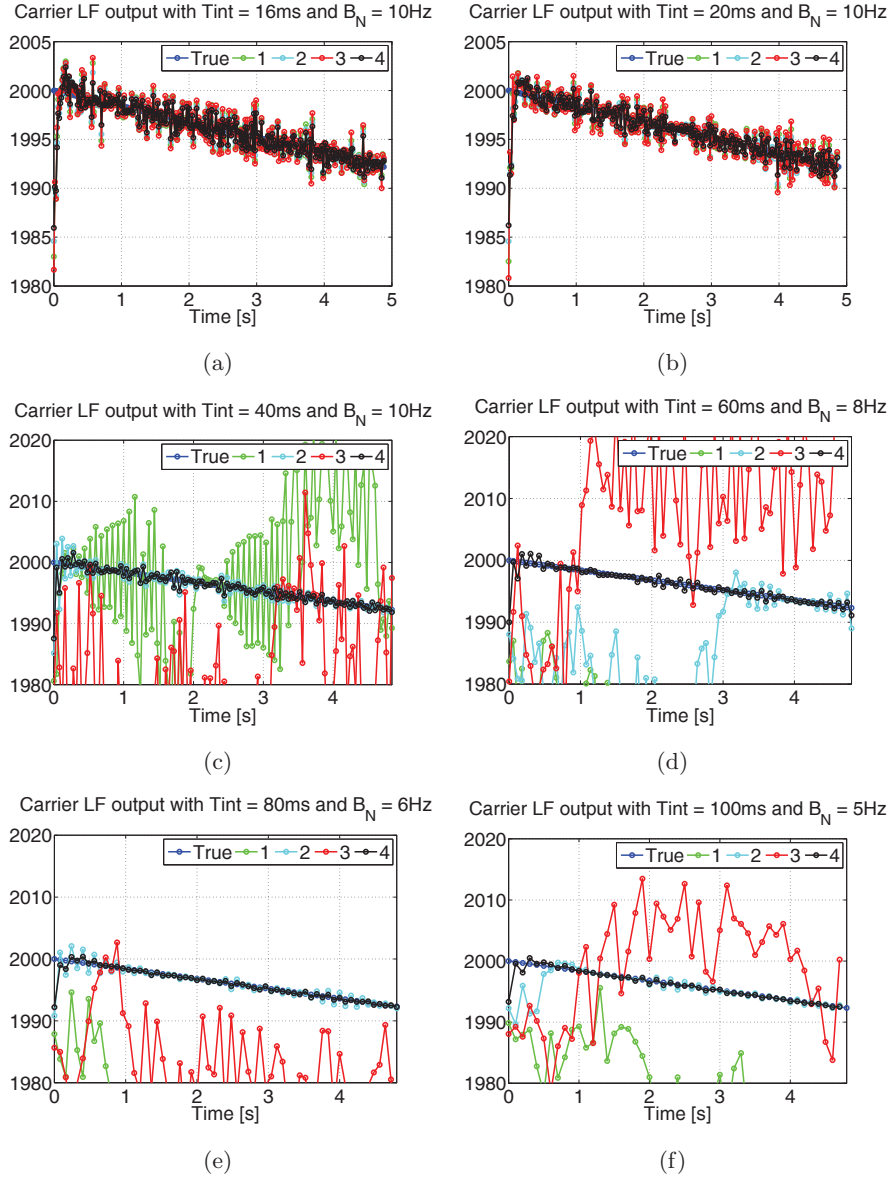 Carrier LF output with Tint = 16ms and B_N = 10Hz
True 1 2 3 4
2005
2000
1995
1990
1985
1980
0 1 2 3 4 5
Time [s]
(a)
Carrier LF output with Tint = 20ms and B_N = 10Hz
True 1 2 3 4
2005
2000
1995
1990
1985
1980
0 1 2 3 4 5
Time [s]
(b)
Carrier LF output with Tint = 40ms and B_N = 10Hz
True 1 2 3 4
2020
2010
2000
1990
1980
0 1 2 3 4
Time [s]
(c)
Carrier LF output with Tint = 60ms and B_N = 8Hz
True 1 2 3 4
2020
2010
2000
1990
1980
0 1 2 3 4
Time [s]
(d)
Carrier LF output with Tint = 80ms and B_N = 6Hz
True 1 2 3 4
2020
2010
2000
1990
1980
0 1 2 3 4
Time [s]
(e)
Carrier LF output with Tint = 100ms and B_N = 5Hz
True 1 2 3 4
2020
2010
2000
1990
1980
0 1 2 3 4
Time [s]
(f)